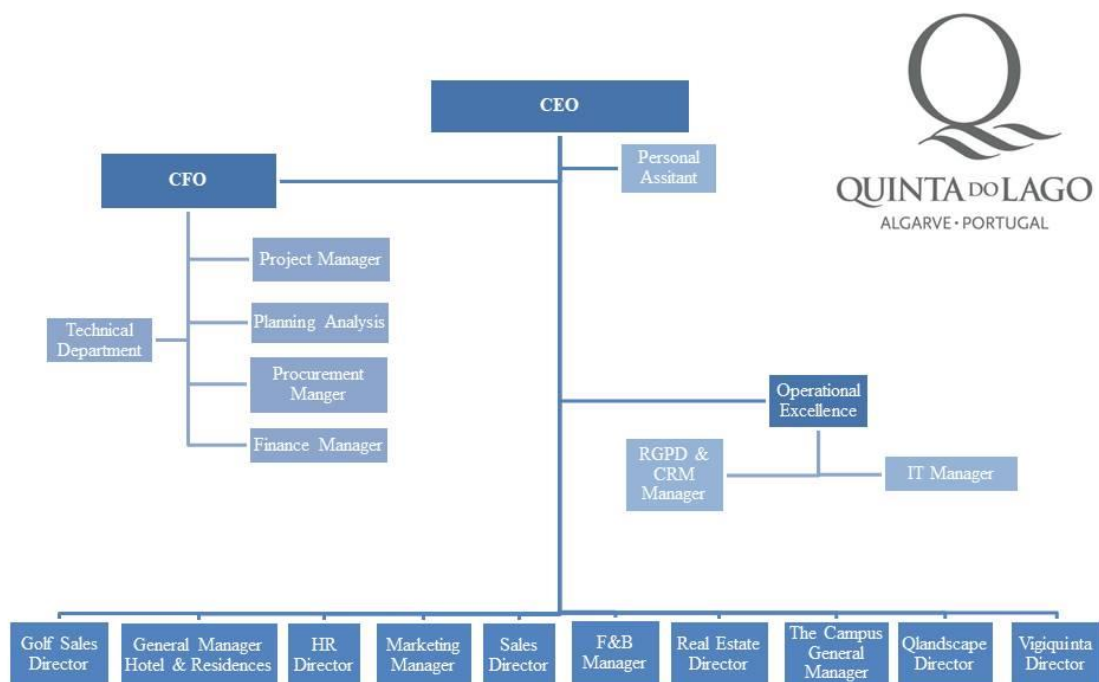 CEO
Personal
Assitant
CFO
QUINTA DO LAGO
ALGARVE • PORTUGAL
Project Manager
Planning Analysis
Technical
Department
Procurement
Manger
Finance Manager
Operational
Excellence
RGPD &
CRM
Manager
IT Manager
Golf Sales
Director
General Manager
Hotel & Residences
HR
Director
Marketing
Manager
Sales
Director
F&B
Manager
Real Estate
Director
The Campus
General
Manager
Qlandscape
Director
Vigiquinta
Director